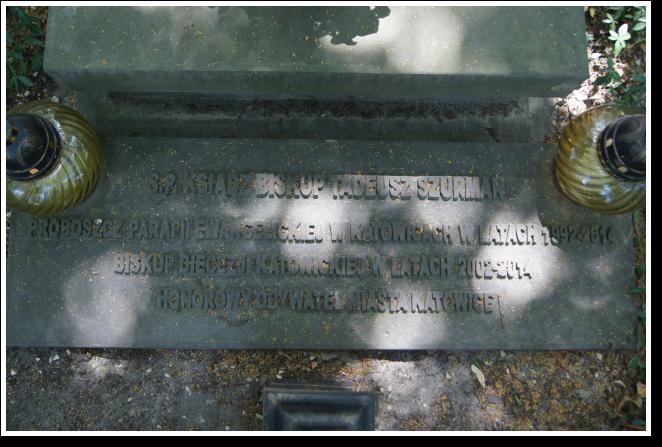 Ś.P. KSIĄDZ BISKUP TADEUSZ SZURMAN
PROBOSZCZ PARAFII EWANGELICKIEJ W KATOWICACH W LATACH 1992-2014
BISKUP DIECEZJI KATOWICKIEJ W LATACH 2002-2014
HONOROWY OBYWATEL MIASTA KATOWICE